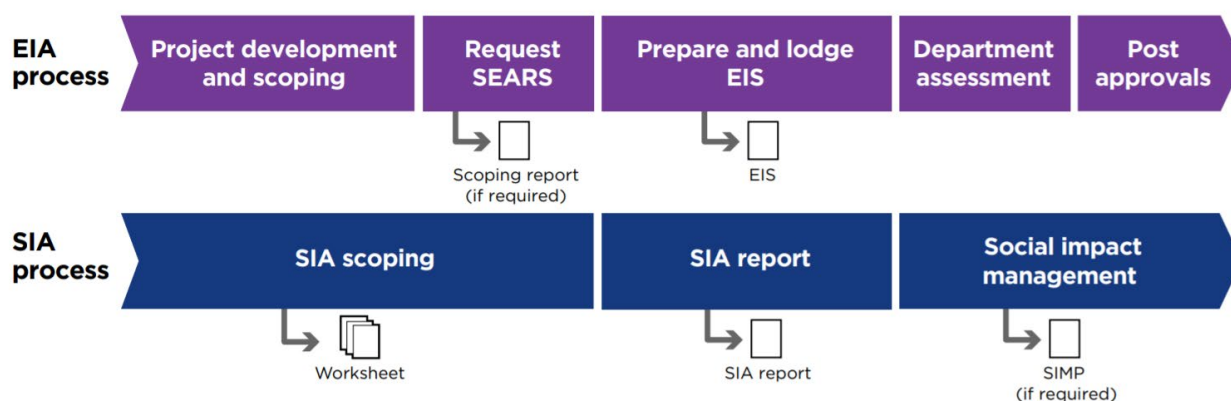 EIA
process
Project development
and scoping
Request
SEARS
Prepare and lodge
EIS
Department
assessment
Post
approvals
Scoping report
(if required)
EIS
SIA
process
SIA scoping
SIA report
Social impact
management
Worksheet
SIA report
SIMP
(if required)